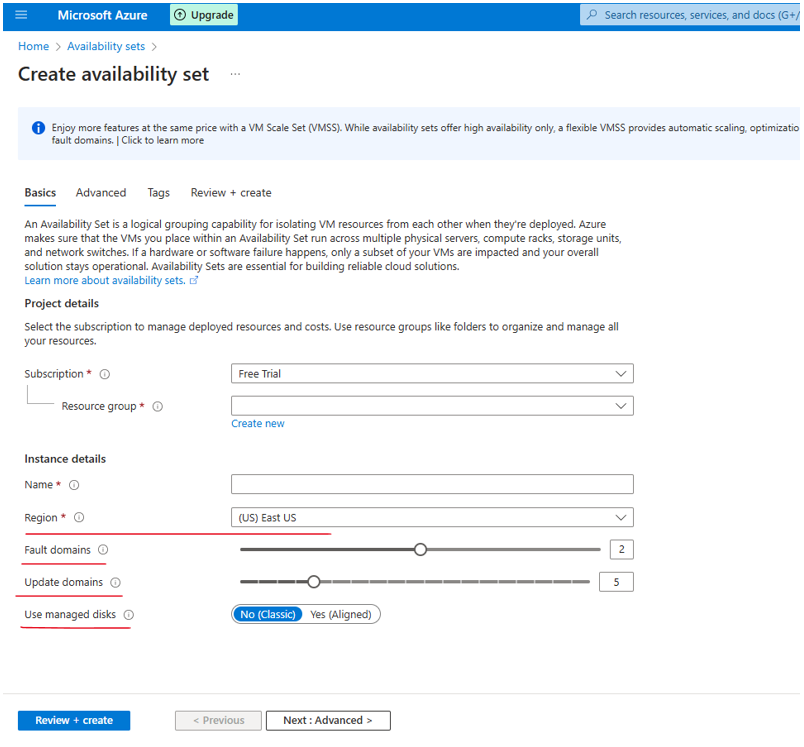 Microsoft Azure
Upgrade
Search resources, services, and docs (G+/
Home > Availability sets >
Create availability set ...
Enjoy more features at the same price with a VM Scale Set (VMSS). While availability sets offer high availability only, a flexible VMSS provides automatic scaling, optimizatio
fault domains. | Click to learn more
Basics Advanced Tags Review + create
An Availability Set is a logical grouping capability for isolating VM resources from each other when they're deployed. Azure
makes sure that the VMs you place within an Availability Set run across multiple physical servers, compute racks, storage units,
and network switches. If a hardware or software failure happens, only a subset of your VMs are impacted and your overall
solution stays operational. Availability Sets are essential for building reliable cloud solutions.
Learn more about availability sets.
Project details
Select the subscription to manage deployed resources and costs. Use resource groups like folders to organize and manage all
your resources.
Subscription * Free Trial
Resource group *
Create new
Instance details
Name *
Region * (US) East US
Fault domains 2
Update domains 5
Use managed disks No (Classic) Yes (Aligned)
Review + create < Previous Next : Advanced >